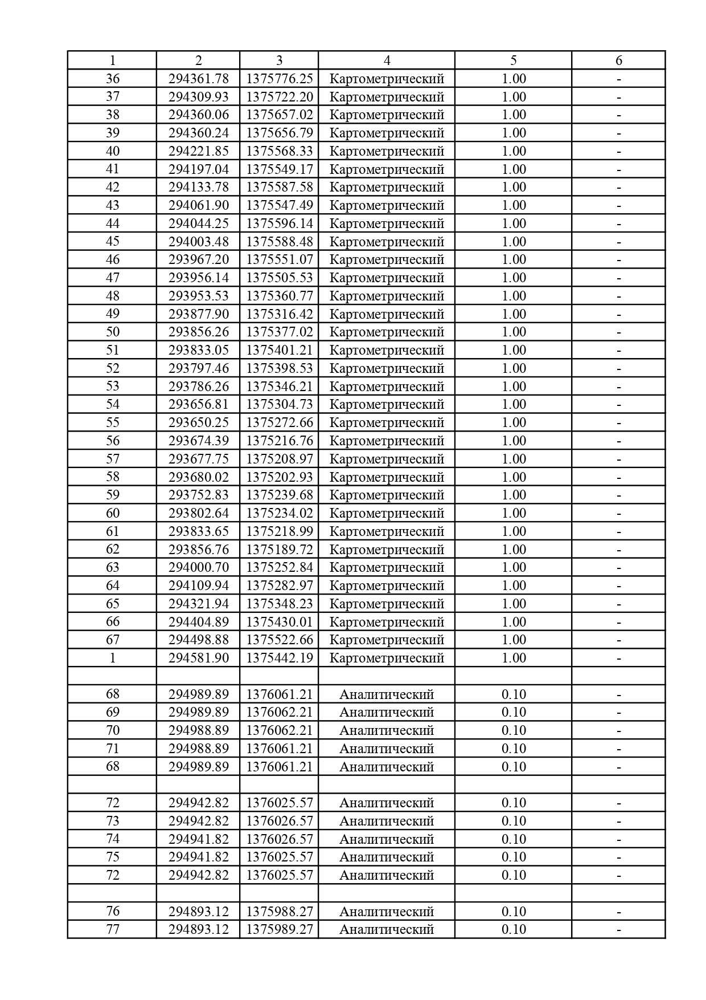 1 2 3 4 5 6
36 294361.78 1375776.25 Картометрический 1.00 -
37 294309.93 1375722.20 Картометрический 1.00 -
38 294360.06 1375657.02 Картометрический 1.00 -
39 294360.24 1375656.79 Картометрический 1.00 -
40 294221.85 1375568.33 Картометрический 1.00 -
41 294197.04 1375549.17 Картометрический 1.00 -
42 294133.78 1375587.58 Картометрический 1.00 -
43 294061.90 1375547.49 Картометрический 1.00 -
44 294044.25 1375596.14 Картометрический 1.00 -
45 294003.48 1375588.48 Картометрический 1.00 -
46 293967.20 1375551.07 Картометрический 1.00 -
47 293956.14 1375505.53 Картометрический 1.00 -
48 293953.53 1375360.77 Картометрический 1.00 -
49 293877.90 1375316.42 Картометрический 1.00 -
50 293856.26 1375377.02 Картометрический 1.00 -
51 293833.05 1375401.21 Картометрический 1.00 -
52 293797.46 1375398.53 Картометрический 1.00 -
53 293786.26 1375346.21 Картометрический 1.00 -
54 293656.81 1375304.73 Картометрический 1.00 -
55 293650.25 1375272.66 Картометрический 1.00 -
56 293674.39 1375216.76 Картометрический 1.00 -
57 293677.75 1375208.97 Картометрический 1.00 -
58 293680.02 1375202.93 Картометрический 1.00 -
59 293752.83 1375239.68 Картометрический 1.00 -
60 293802.64 1375234.02 Картометрический 1.00 -
61 293833.65 1375218.99 Картометрический 1.00 -
62 293856.76 1375189.72 Картометрический 1.00 -
63 294000.70 1375252.84 Картометрический 1.00 -
64 294109.94 1375282.97 Картометрический 1.00 -
65 294321.94 1375348.23 Картометрический 1.00 -
66 294404.89 1375430.01 Картометрический 1.00 -
67 294498.88 1375522.66 Картометрический 1.00 -
1 294581.90 1375442.19 Картометрический 1.00 -
68 294989.89 1376061.21 Аналитический 0.10 -
69 294989.89 1376062.21 Аналитический 0.10 -
70 294988.89 1376062.21 Аналитический 0.10 -
71 294988.89 1376061.21 Аналитический 0.10 -
68 294989.89 1376061.21 Аналитический 0.10 -
72 294942.82 1376025.57 Аналитический 0.10 -
73 294942.82 1376026.57 Аналитический 0.10 -
74 294941.82 1376026.57 Аналитический 0.10 -
75 294941.82 1376025.57 Аналитический 0.10 -
72 294942.82 1376025.57 Аналитический 0.10 -
76 294893.12 1375988.27 Аналитический 0.10 -
77 294893.12 1375989.27 Аналитический 0.10 -